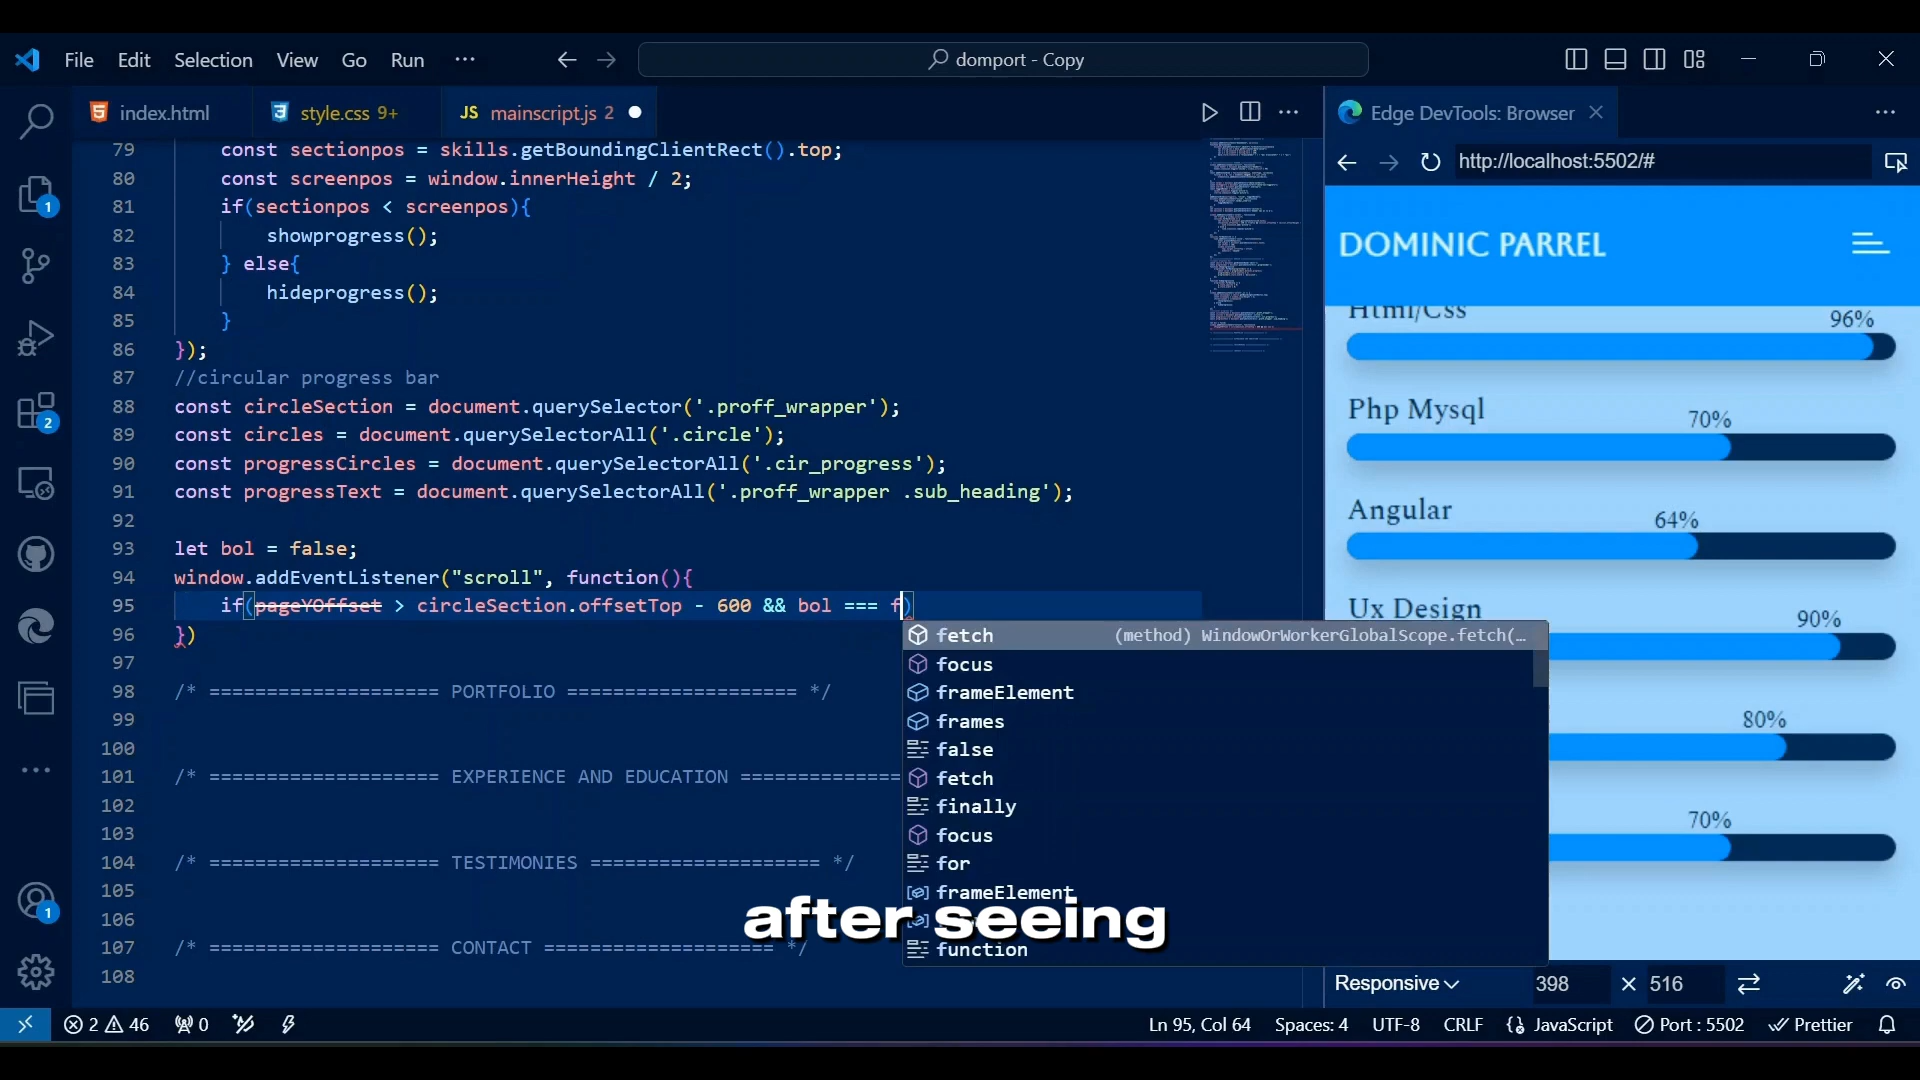 File Edit Selection View Go Run ··· domport - Copy
index.html style.css 9+ JS mainscript.js 2 Edge DevTools: Browser
http://localhost:5502/#
79 const sectionpos = skills.getBoundingClientRect().top;
80 const screenpos = window.innerHeight / 2;
81 if(sectionpos < screenpos){
82 showprogress();
83 } else{
84 hideprogress();
85 }
86 });
87 //circular progress bar
88 const circleSection = document.querySelector('.proff_wrapper');
89 const circles = document.querySelectorAll('.circle');
90 const progressCircles = document.querySelectorAll('.cir_progress');
91 const progressText = document.querySelectorAll('.proff_wrapper .sub_heading');
92
93 let bol = false;
94 window.addEventListener("scroll", function(){
95 if(pageYOffset > circleSection.offsetTop - 600 && bol === f)
96 })
97
98 /* ==================== PORTFOLIO ==================== */
99
100
101 /* ==================== EXPERIENCE AND EDUCATION ==============
102
103
104 /* ==================== TESTIMONIES ==================== */
105
106
107 /* ==================== CONTACT ==================== */
108
fetch (method) WindowOrWorkerGlobalScope.fetch(…
focus
frameElement
frames
false
fetch
finally
focus
for
frameElement
function
after seeing
DOMINIC PARREL
Html/Css
96%
Php Mysql
70%
Angular
64%
Ux Design
90%
80%
70%
Responsive 398 × 516
1
2
1
2 46 0 Ln 95, Col 64 Spaces: 4 UTF-8 CRLF JavaScript Port : 5502 Prettier